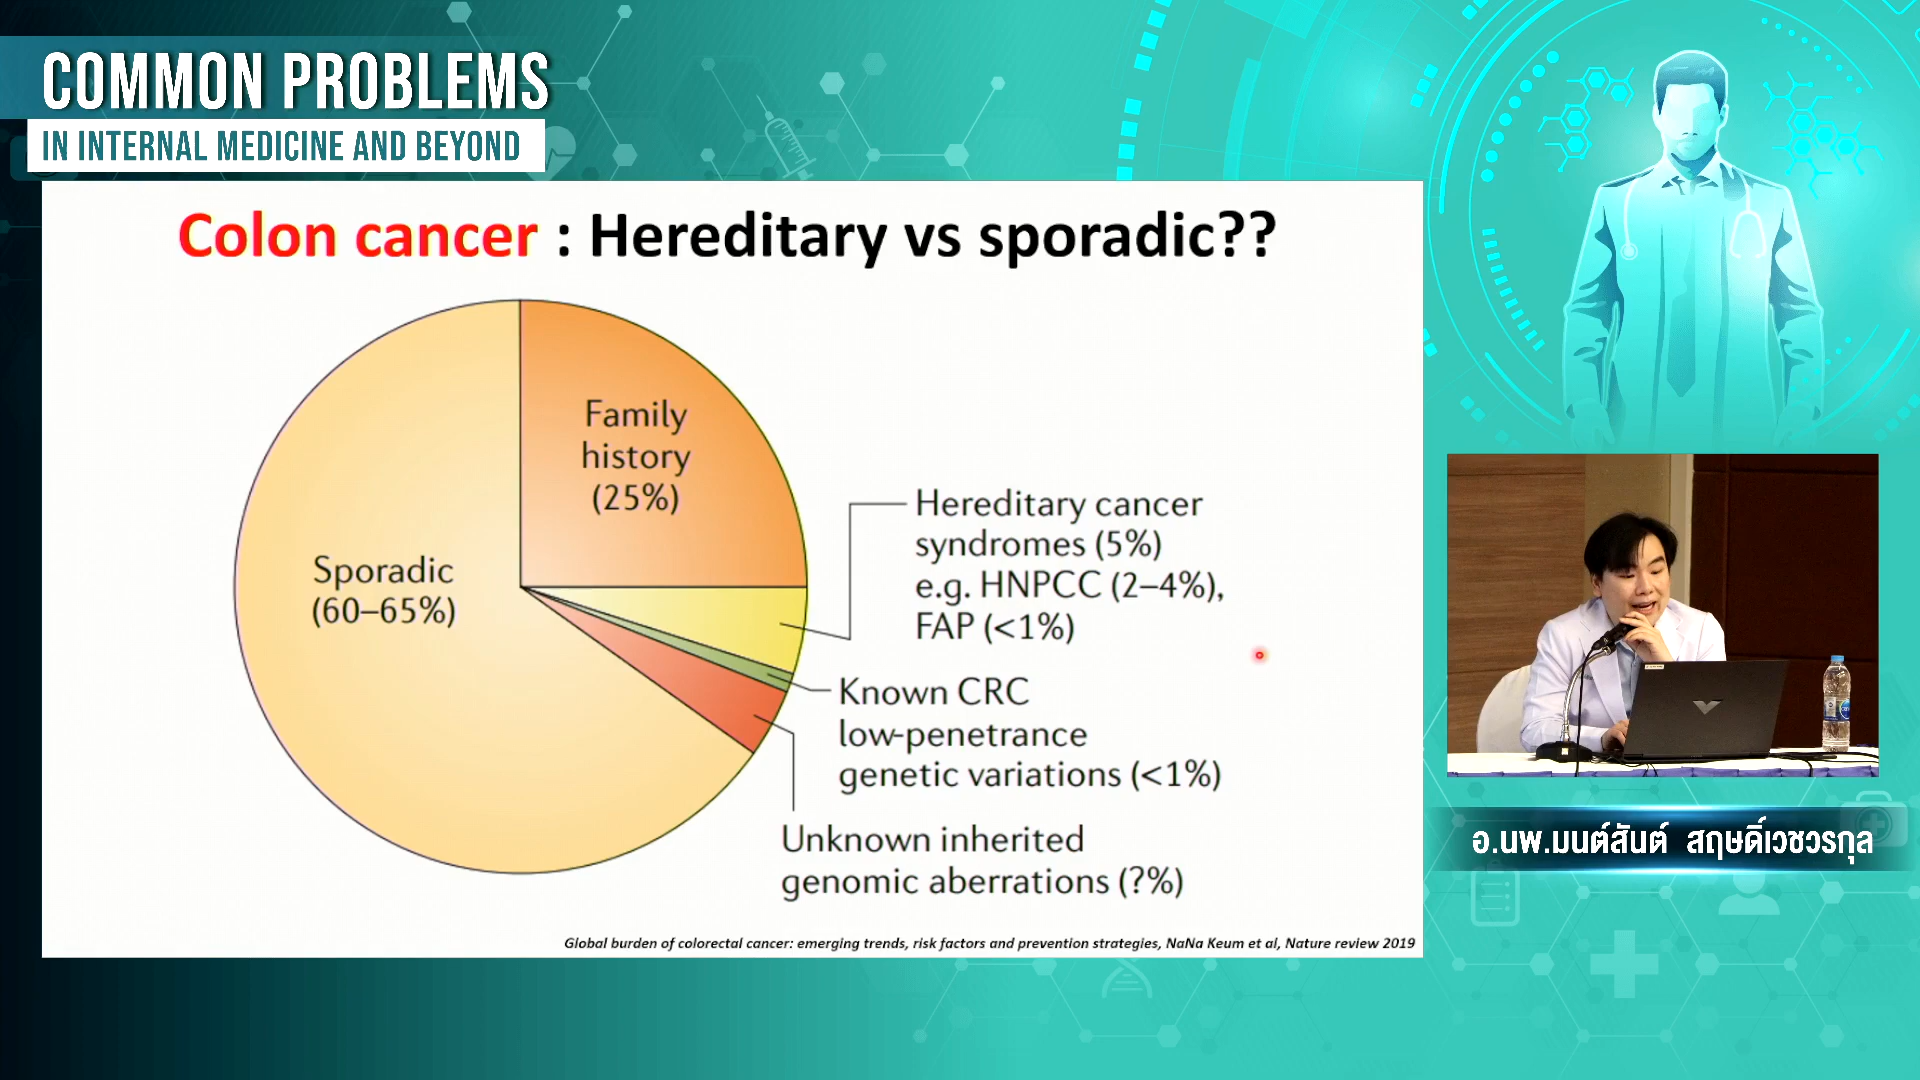 COMMON PROBLEMS
IN INTERNAL MEDICINE AND BEYOND
Colon cancer : Hereditary vs sporadic??
Family
history
(25%)
Sporadic
(60–65%)
Hereditary cancer
syndromes (5%)
e.g. HNPCC (2–4%),
FAP (<1%)
Known CRC
low-penetrance
genetic variations (<1%)
Unknown inherited
genomic aberrations (?%)
Global burden of colorectal cancer: emerging trends, risk factors and prevention strategies, NaNa Keum et al, Nature review 2019
อ.นพ.มนต์สันต์ สฤษดิ์เวชวรกุล